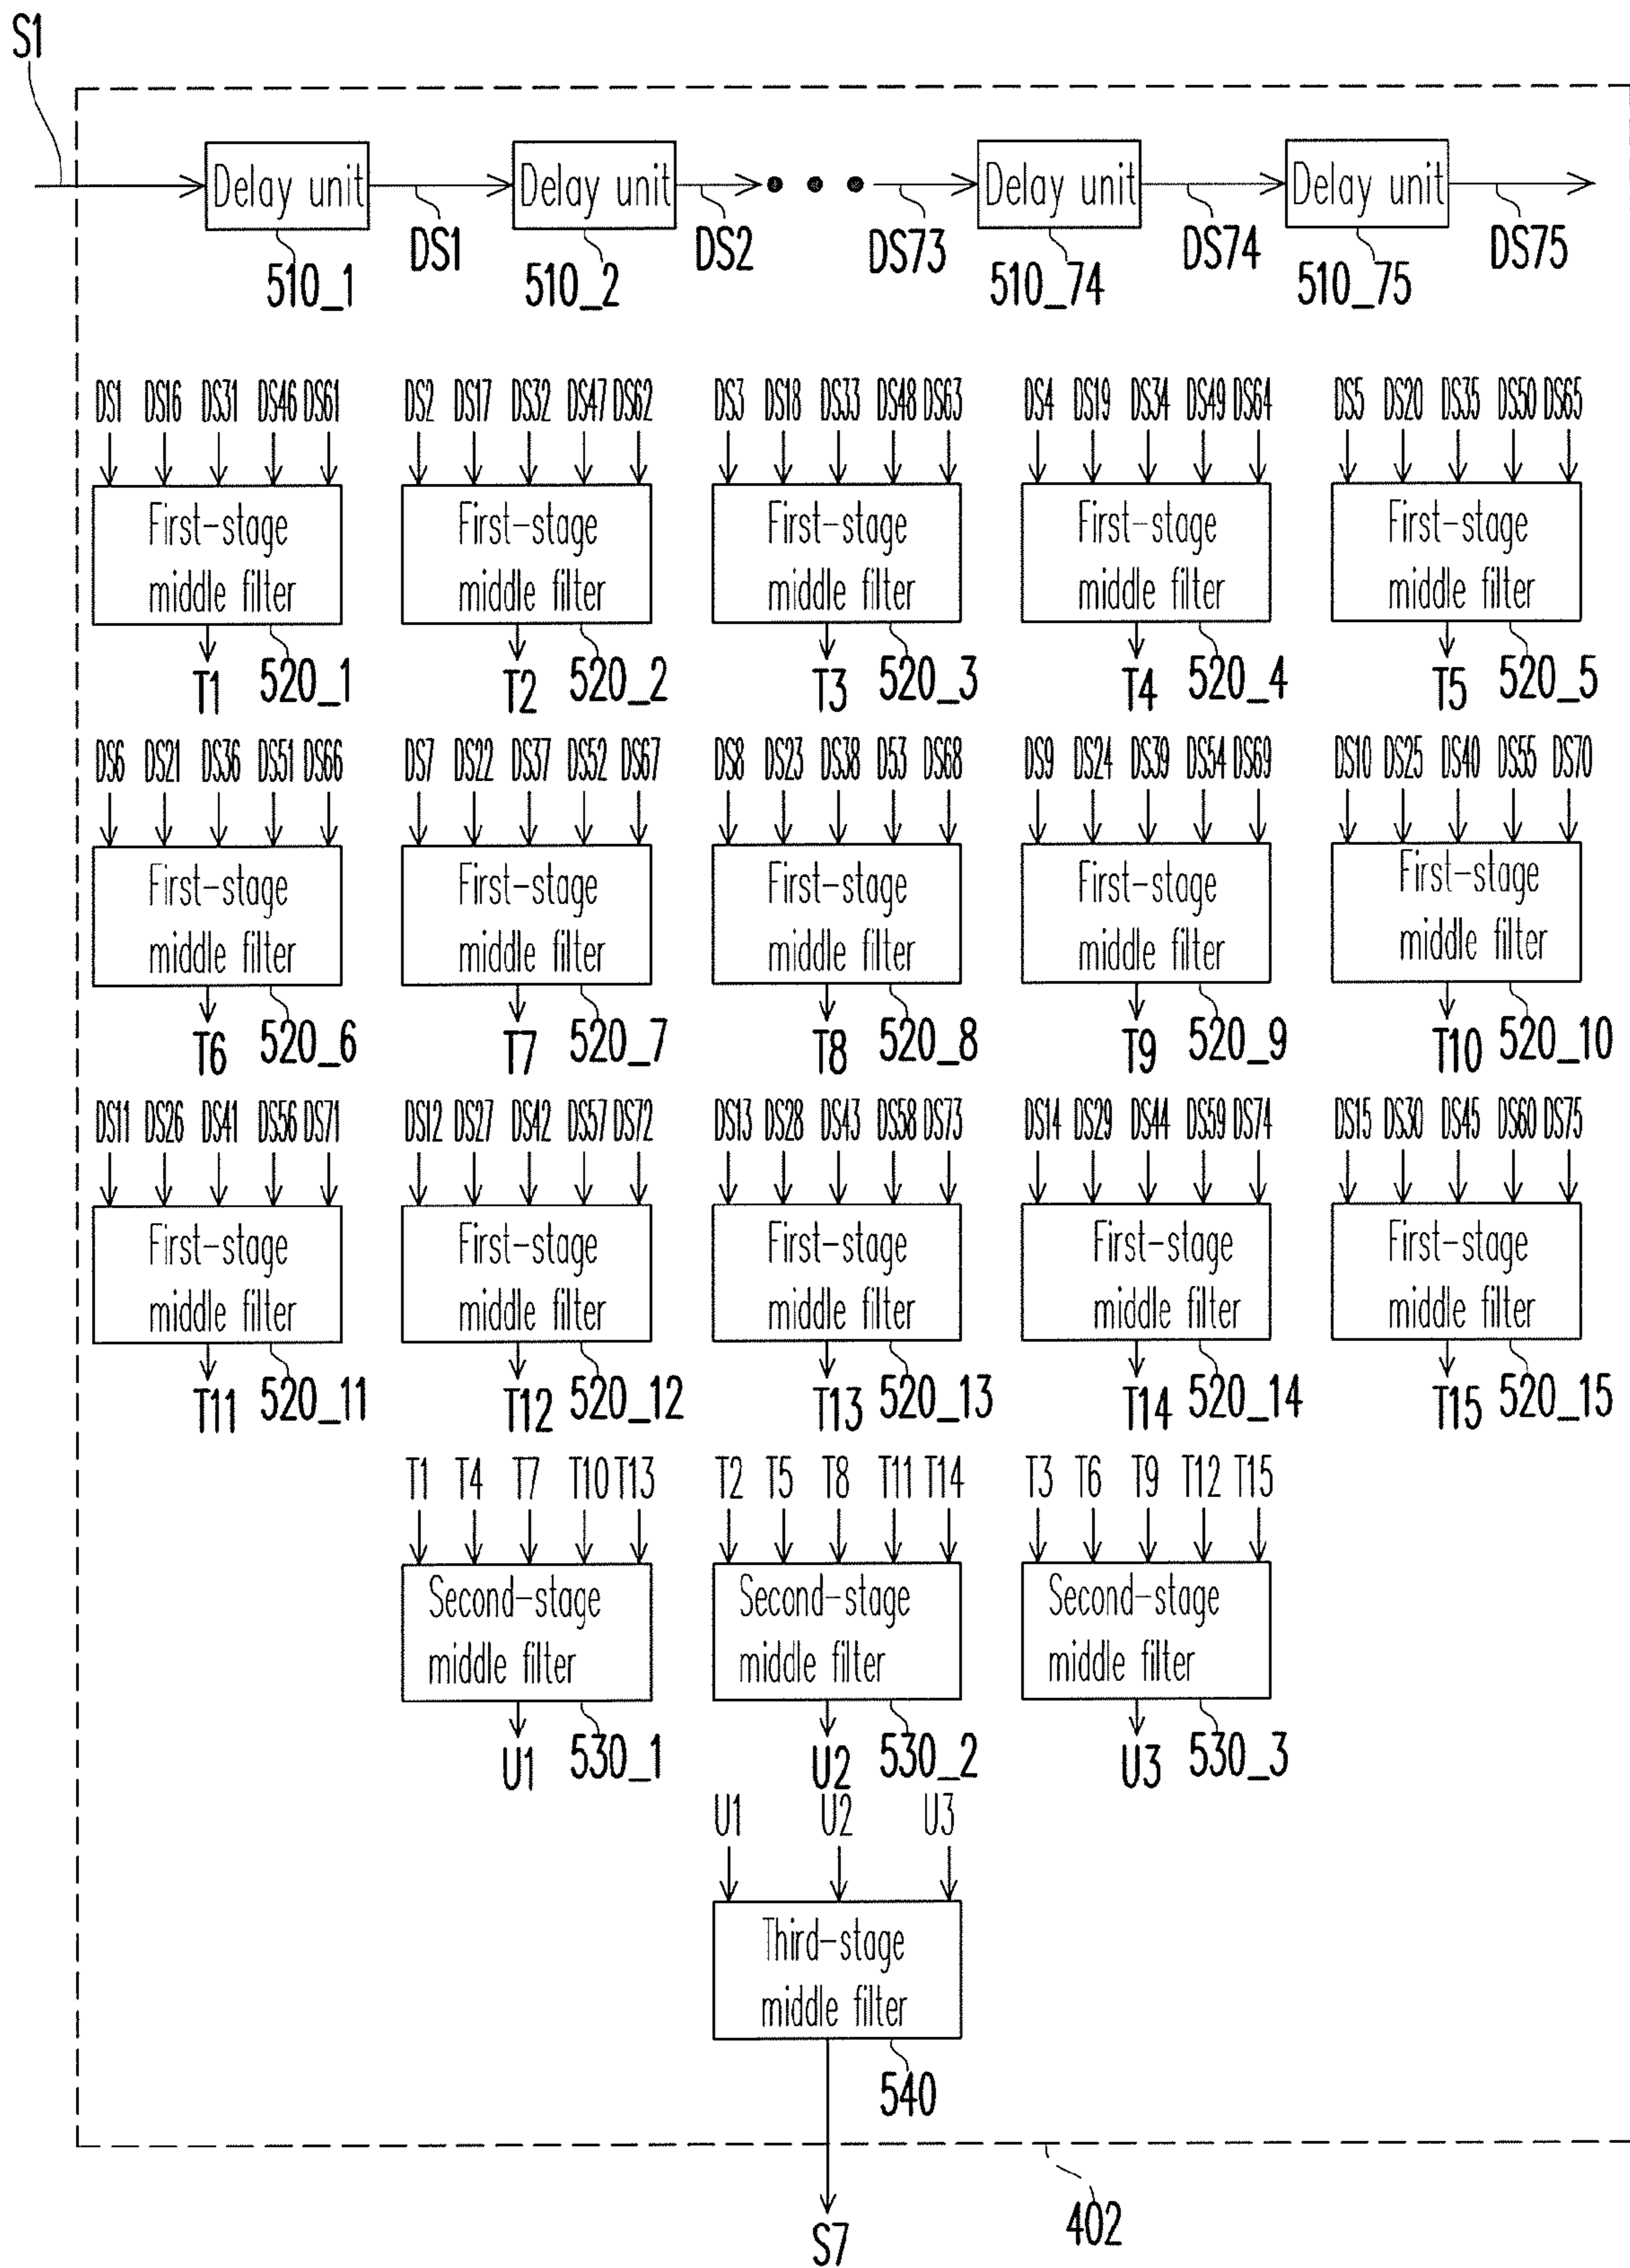 S1
Delay unit Delay unit Delay unit Delay unit
DS1 DS2 DS73 DS74 DS75
510_1 510_2 510_74 510_75
DS1 DS16 DS31 DS46 DS61 DS2 DS17 DS32 DS47 DS62 DS3 DS18 DS33 DS48 DS63 DS4 DS19 DS34 DS49 DS64 DS5 DS20 DS35 DS50 DS65
First-stage First-stage First-stage First-stage First-stage
middle filter middle filter middle filter middle filter middle filter
T1 520_1 T2 520_2 T3 520_3 T4 520_4 T5 520_5
DS6 DS21 DS36 DS51 DS66 DS7 DS22 DS37 DS52 DS67 DS8 DS23 DS38 D53 DS68 DS9 DS24 DS39 DS54 DS69 DS10 DS25 DS40 DS55 DS70
First-stage First-stage First-stage First-stage First-stage
middle filter middle filter middle filter middle filter middle filter
T6 520_6 T7 520_7 T8 520_8 T9 520_9 T10 520_10
DS11 DS26 DS41 DS56 DS71 DS12 DS27 DS42 DS57 DS72 DS13 DS28 DS43 DS58 DS73 DS14 DS29 DS44 DS59 DS74 DS15 DS30 DS45 DS60 DS75
First-stage First-stage First-stage First-stage First-stage
middle filter middle filter middle filter middle filter middle filter
T11 520_11 T12 520_12 T13 520_13 T14 520_14 T15 520_15
T1 T4 T7 T10 T13 T2 T5 T8 T11 T14 T3 T6 T9 T12 T15
Second-stage Second-stage Second-stage
middle filter middle filter middle filter
U1 530_1 U2 530_2 U3 530_3
U1 U2 U3
Third-stage
middle filter
540
402
S7